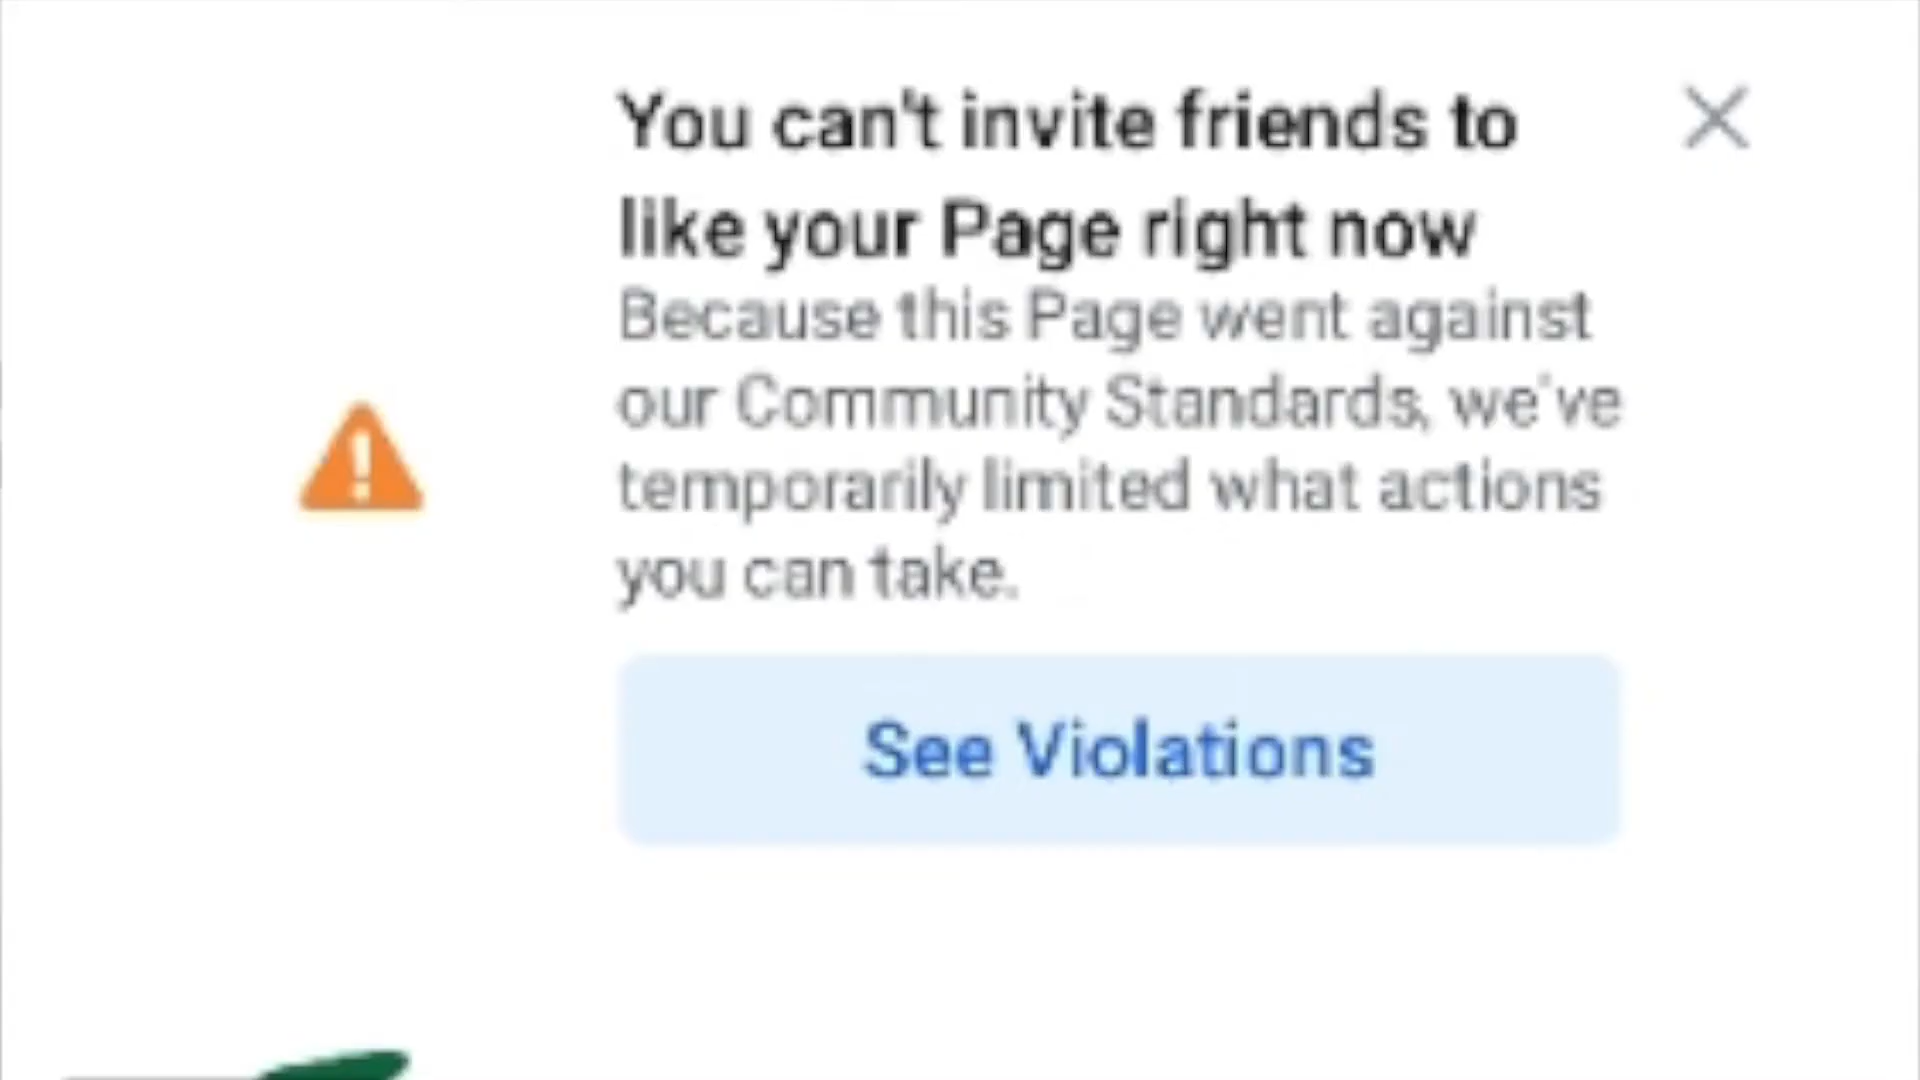 You can't invite friends to
like your Page right now
Because this Page went against
our Community Standards, we've
temporarily limited what actions
you can take.
See Violations